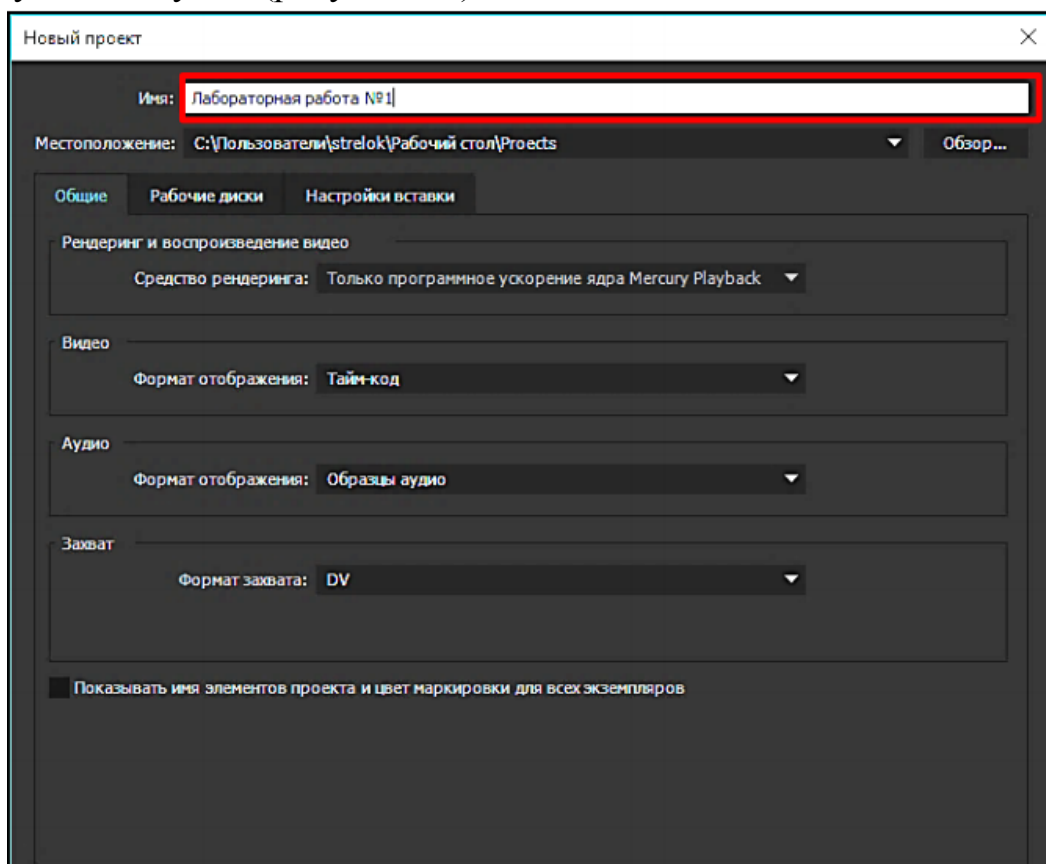 Новый проект
Имя: Лабораторная работа №1
Местоположение: C:\Пользователи\strelok\Рабочий стол\Proects Обзор...
Общие Рабочие диски Настройки вставки
Рендеринг и воспроизведение видео
Средство рендеринга: Только программное ускорение ядра Mercury Playback
Видео
Формат отображения: Тайм-код
Аудио
Формат отображения: Образцы аудио
Захват
Формат захвата: DV
Показывать имя элементов проекта и цвет маркировки для всех экземпляров